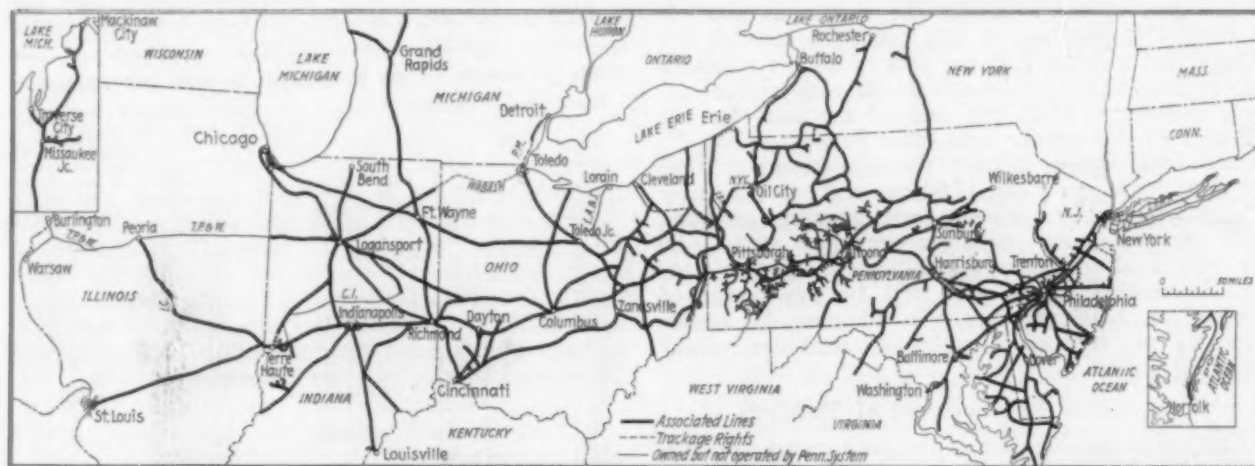 Mackinaw
City
LAKE
MICH.
Traverse
City
Missaukee
Jc.
WISCONSIN
LAKE
MICHIGAN
Grand
Rapids
MICHIGAN
LAKE
HURON
ONTARIO
LAKE ONTARIO
Rochester
Buffalo
NEW YORK
MASS.
CONN.
Detroit
LAKE ERIE
Erie
Chicago
P.M.
Toledo
South
Bend
WABASH
Lorain
Cleveland
N.Y.C.
Oil City
Wilkesbarre
N.J.
New York
Burlington
T.P.&W.
Peoria
T.P.&W.
Warsaw
Ft. Wayne
Logansport
OHIO
Toledo Jc.
Pittsburgh
Altoona
PENNSYLVANIA
Sunbury
Harrisburg
Trenton
Philadelphia
0 50 MILES
ILLINOIS
C.I.
Indianapolis
Richmond
Dayton
Columbus
Zanesville
Terre
Haute
Cincinnati
Baltimore
Dover
ATLANTIC
OCEAN
Washington
WEST VIRGINIA
VIRGINIA
St. Louis
INDIANA
KENTUCKY
Louisville
ATLANTIC
OCEAN
Norfolk
Associated Lines
Trackage Rights
Owned but not operated by Penn. System